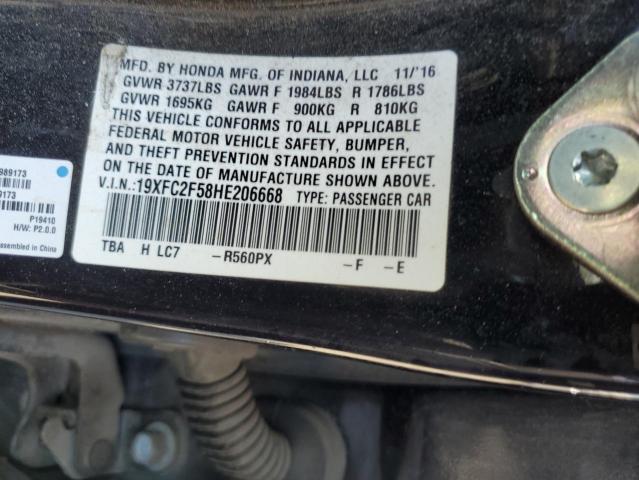 MFD. BY HONDA MFG. OF INDIANA, LLC 11/'16
GVWR 3737LBS GAWR F 1984LBS R 1786LBS
GVWR 1695KG GAWR F 900KG R 810KG
THIS VEHICLE CONFORMS TO ALL APPLICABLE
FEDERAL MOTOR VEHICLE SAFETY, BUMPER,
AND THEFT PREVENTION STANDARDS IN EFFECT
ON THE DATE OF MANUFACTURE SHOWN ABOVE.
V.I.N.:19XFC2F58HE206668 TYPE: PASSENGER CAR
TBA H LC7 -R560PX -F -E
989173
9173
P19410
H/W: P2.0.0
ssembled in China